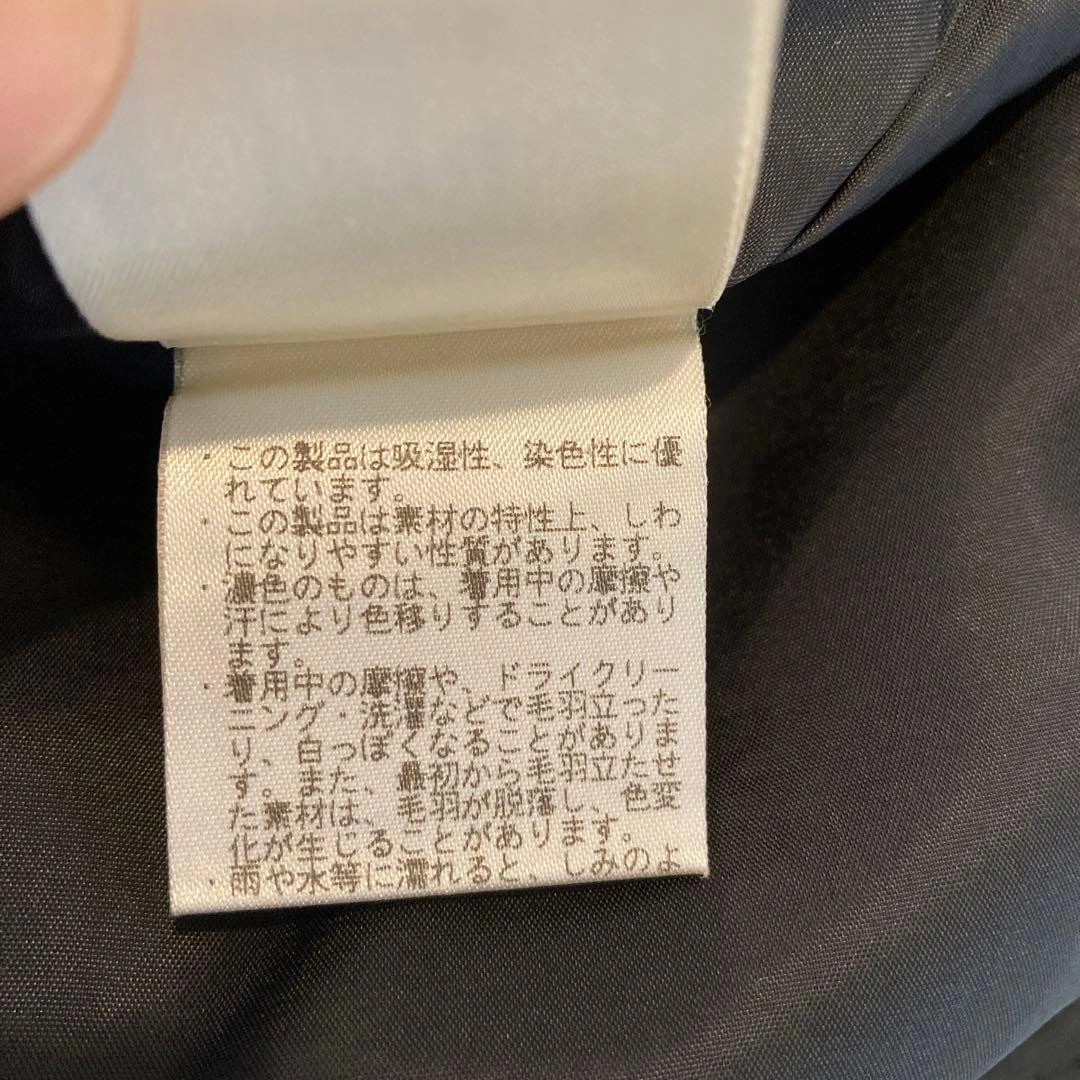 ・この製品は吸湿性、染色性に優
れています。
・この製品は素材の特性上、しわ
になりやすい性質があります。
・濃色のものは、着用中の摩擦や
汗により色移りすることがあり
ます。
・着用中の摩擦や、ドライクリー
ニング・洗濯などで毛羽立った
り、白っぽくなることがありま
す。また、最初から毛羽立たせ
た素材は、毛羽が脱落し、色変
化が生じることがあります。
・雨や水等に濡れると、しみのよ